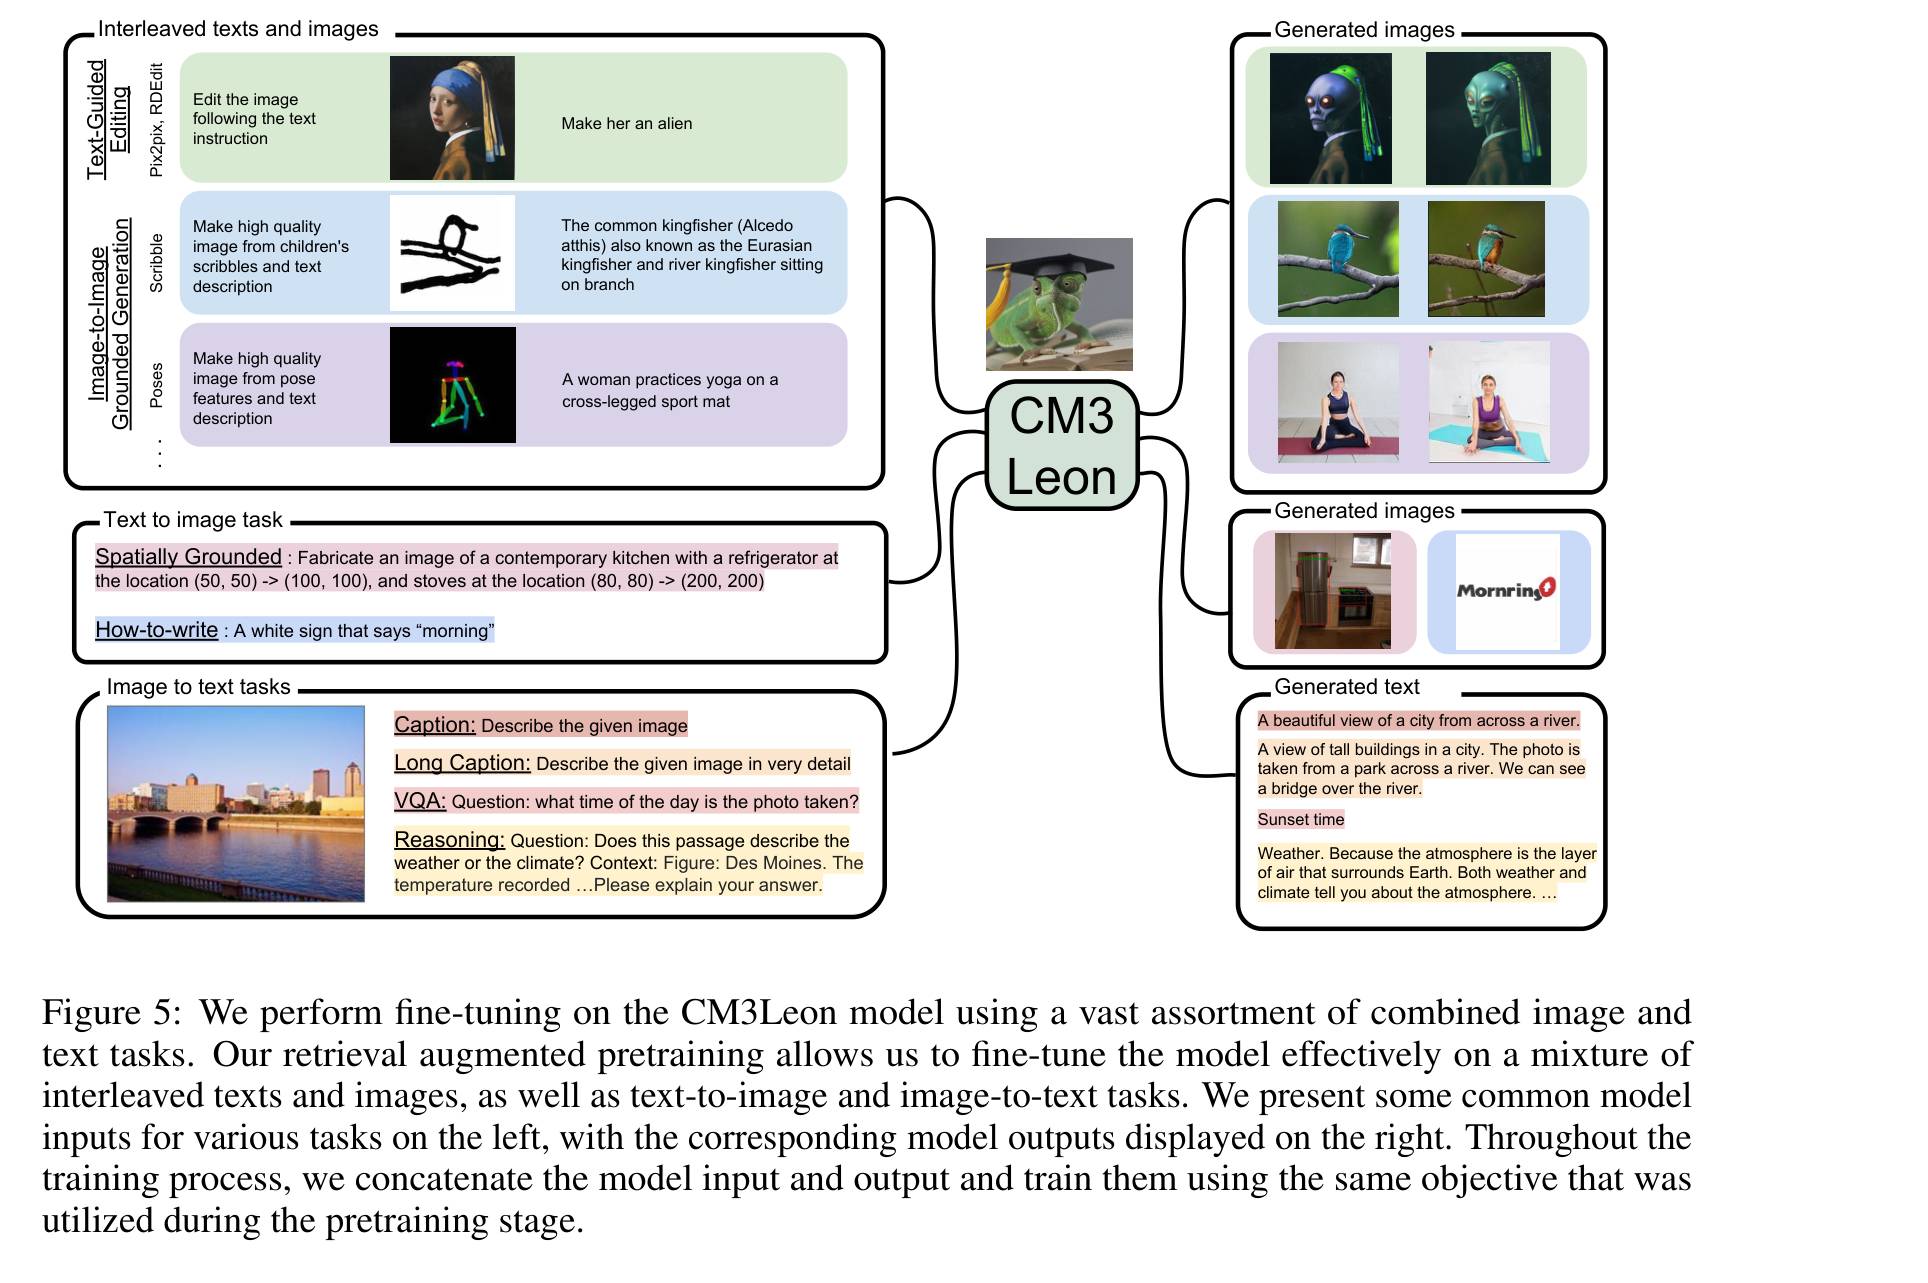 Interleaved texts and images
Text-Guided
Editing
Pix2pix, RDEdit
Edit the image
following the text
instruction
Make her an alien
Image-to-Image
Grounded Generation
Scribble
Make high quality
image from children's
scribbles and text
description
The common kingfisher (Alcedo
atthis) also known as the Eurasian
kingfisher and river kingfisher sitting
on branch
Poses
Make high quality
image from pose
features and text
description
A woman practices yoga on a
cross-legged sport mat
. . .
Text to image task
Spatially Grounded : Fabricate an image of a contemporary kitchen with a refrigerator at
the location (50, 50) -> (100, 100), and stoves at the location (80, 80) -> (200, 200)
How-to-write : A white sign that says “morning”
Image to text tasks
Caption: Describe the given image
Long Caption: Describe the given image in very detail
VQA: Question: what time of the day is the photo taken?
Reasoning: Question: Does this passage describe the
weather or the climate? Context: Figure: Des Moines. The
temperature recorded …Please explain your answer.
CM3
Leon
Generated images
Generated images
Mornring
Generated text
A beautiful view of a city from across a river.
A view of tall buildings in a city. The photo is
taken from a park across a river. We can see
a bridge over the river.
Sunset time
Weather. Because the atmosphere is the layer
of air that surrounds Earth. Both weather and
climate tell you about the atmosphere. …
Figure 5: We perform fine-tuning on the CM3Leon model using a vast assortment of combined image and
text tasks. Our retrieval augmented pretraining allows us to fine-tune the model effectively on a mixture of
interleaved texts and images, as well as text-to-image and image-to-text tasks. We present some common model
inputs for various tasks on the left, with the corresponding model outputs displayed on the right. Throughout the
training process, we concatenate the model input and output and train them using the same objective that was
utilized during the pretraining stage.